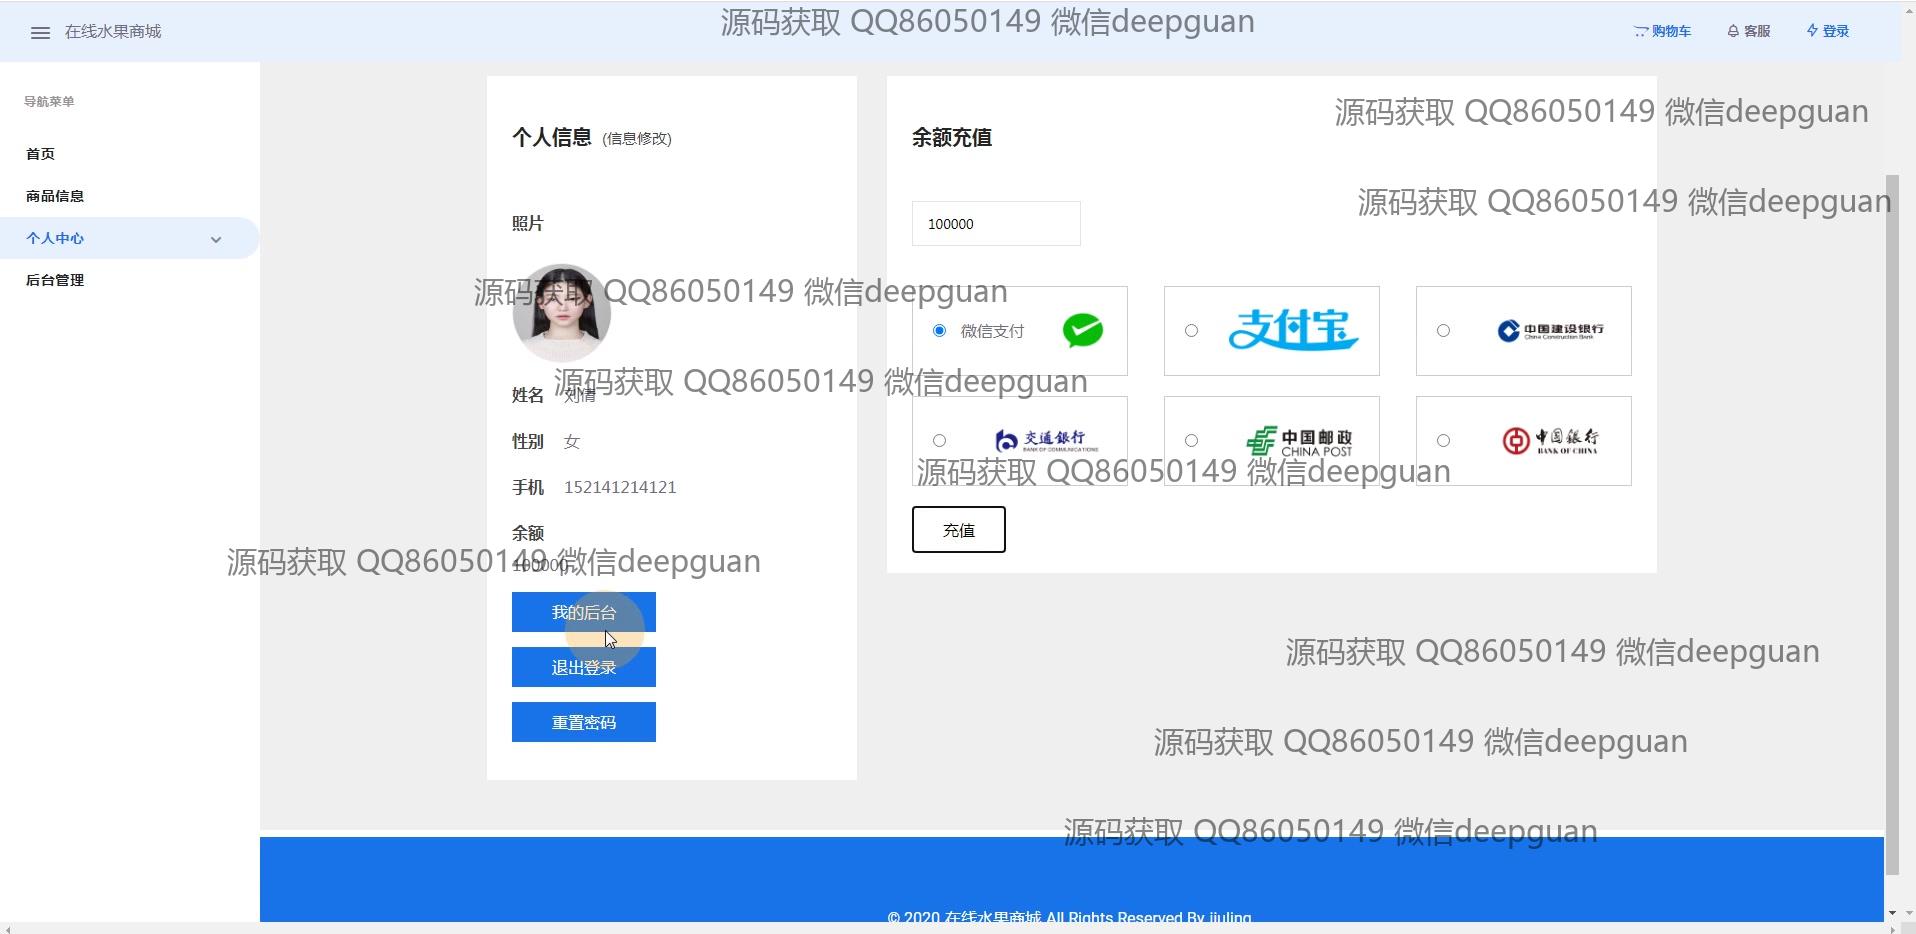 在线水果商城
源码获取 QQ86050149 微信deepguan
购物车
客服
登录
导航菜单
首页
商品信息
个人中心
后台管理
个人信息 (信息修改)
照片
姓名 刘倩
性别 女
手机 152141214121
余额
100000
我的后台
退出登录
重置密码
余额充值
100000
微信支付
支付宝
中国建设银行
China Construction Bank
交通银行
BANK OF COMMUNICATIONS
中国邮政
CHINA POST
中国银行
BANK OF CHINA
充值
源码获取 QQ86050149 微信deepguan
源码获取 QQ86050149 微信deepguan
源码获取 QQ86050149 微信deepguan
源码获取 QQ86050149 微信deepguan
源码获取 QQ86050149 微信deepguan
源码获取 QQ86050149 微信deepguan
源码获取 QQ86050149 微信deepguan
源码获取 QQ86050149 微信deepguan
源码获取 QQ86050149 微信deepguan
© 2020 在线水果商城 All Rights Reserved By jiuling